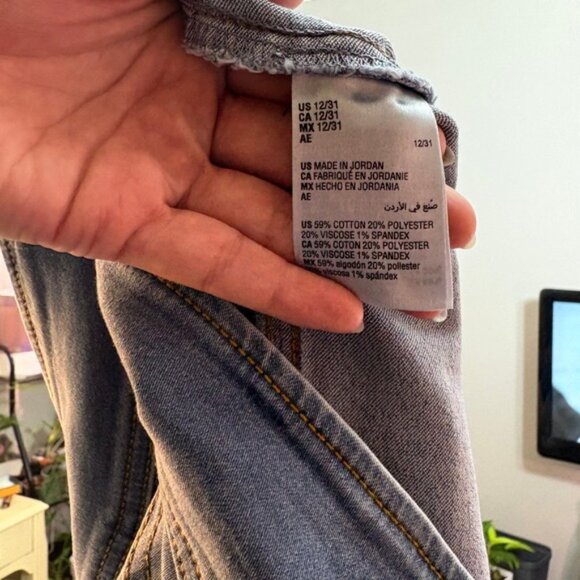 US 12/31
CA 12/31
MX 12/31
AE
12/31
US MADE IN JORDAN
CA FABRIQUÉ EN JORDANIE
MX HECHO EN JORDANIA
AE
صُنع في الأردن
US 59% COTTON 20% POLYESTER
20% VISCOSE 1% SPANDEX
CA 59% COTON 20% POLYESTER
20% VISCOSE 1% SPANDEX
MX 59% algodón 20% poliester
viscosa 1% spándex